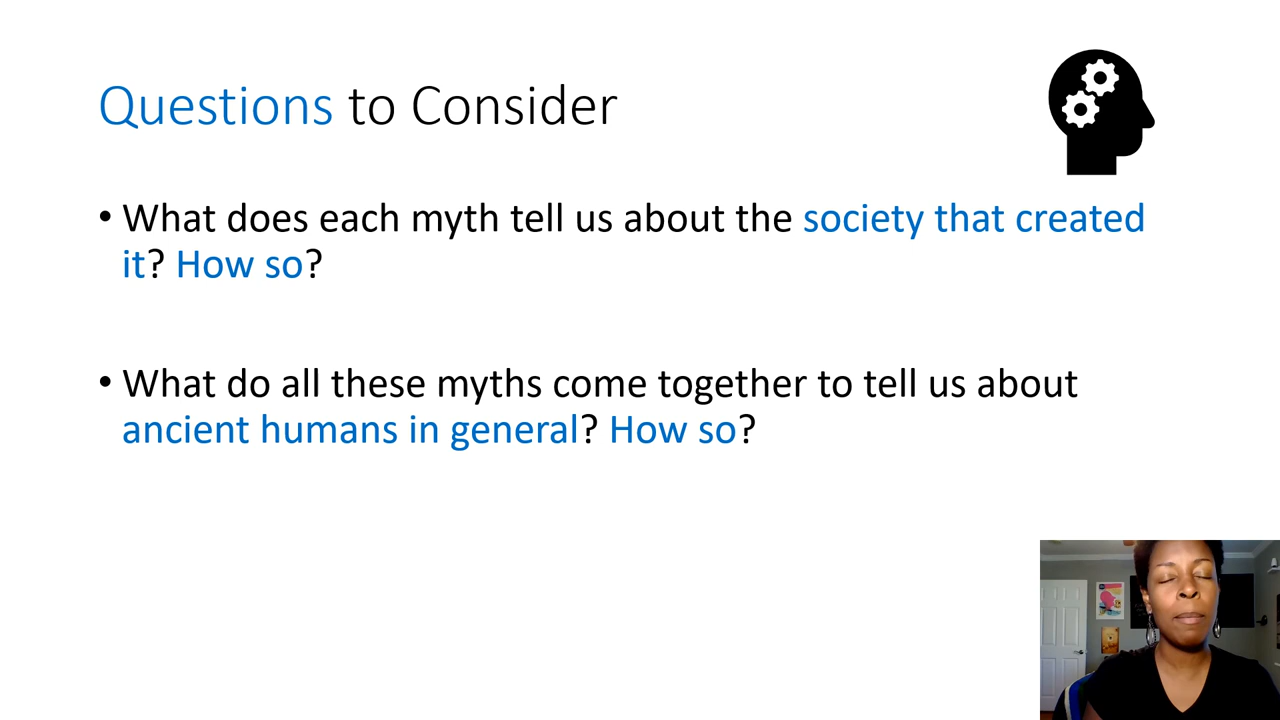 Questions to Consider
• What does each myth tell us about the society that created
it? How so?
• What do all these myths come together to tell us about
ancient humans in general? How so?